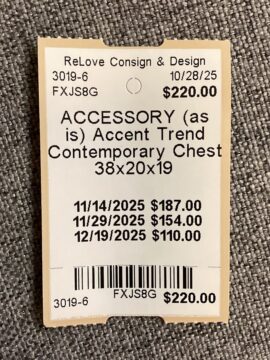 ReLove Consign & Design
3019-6 10/28/25
FXJS8G $220.00
ACCESSORY (as
is) Accent Trend
Contemporary Chest
38x20x19
11/14/2025 $187.00
11/29/2025 $154.00
12/19/2025 $110.00
FXJS8G
3019-6 $220.00